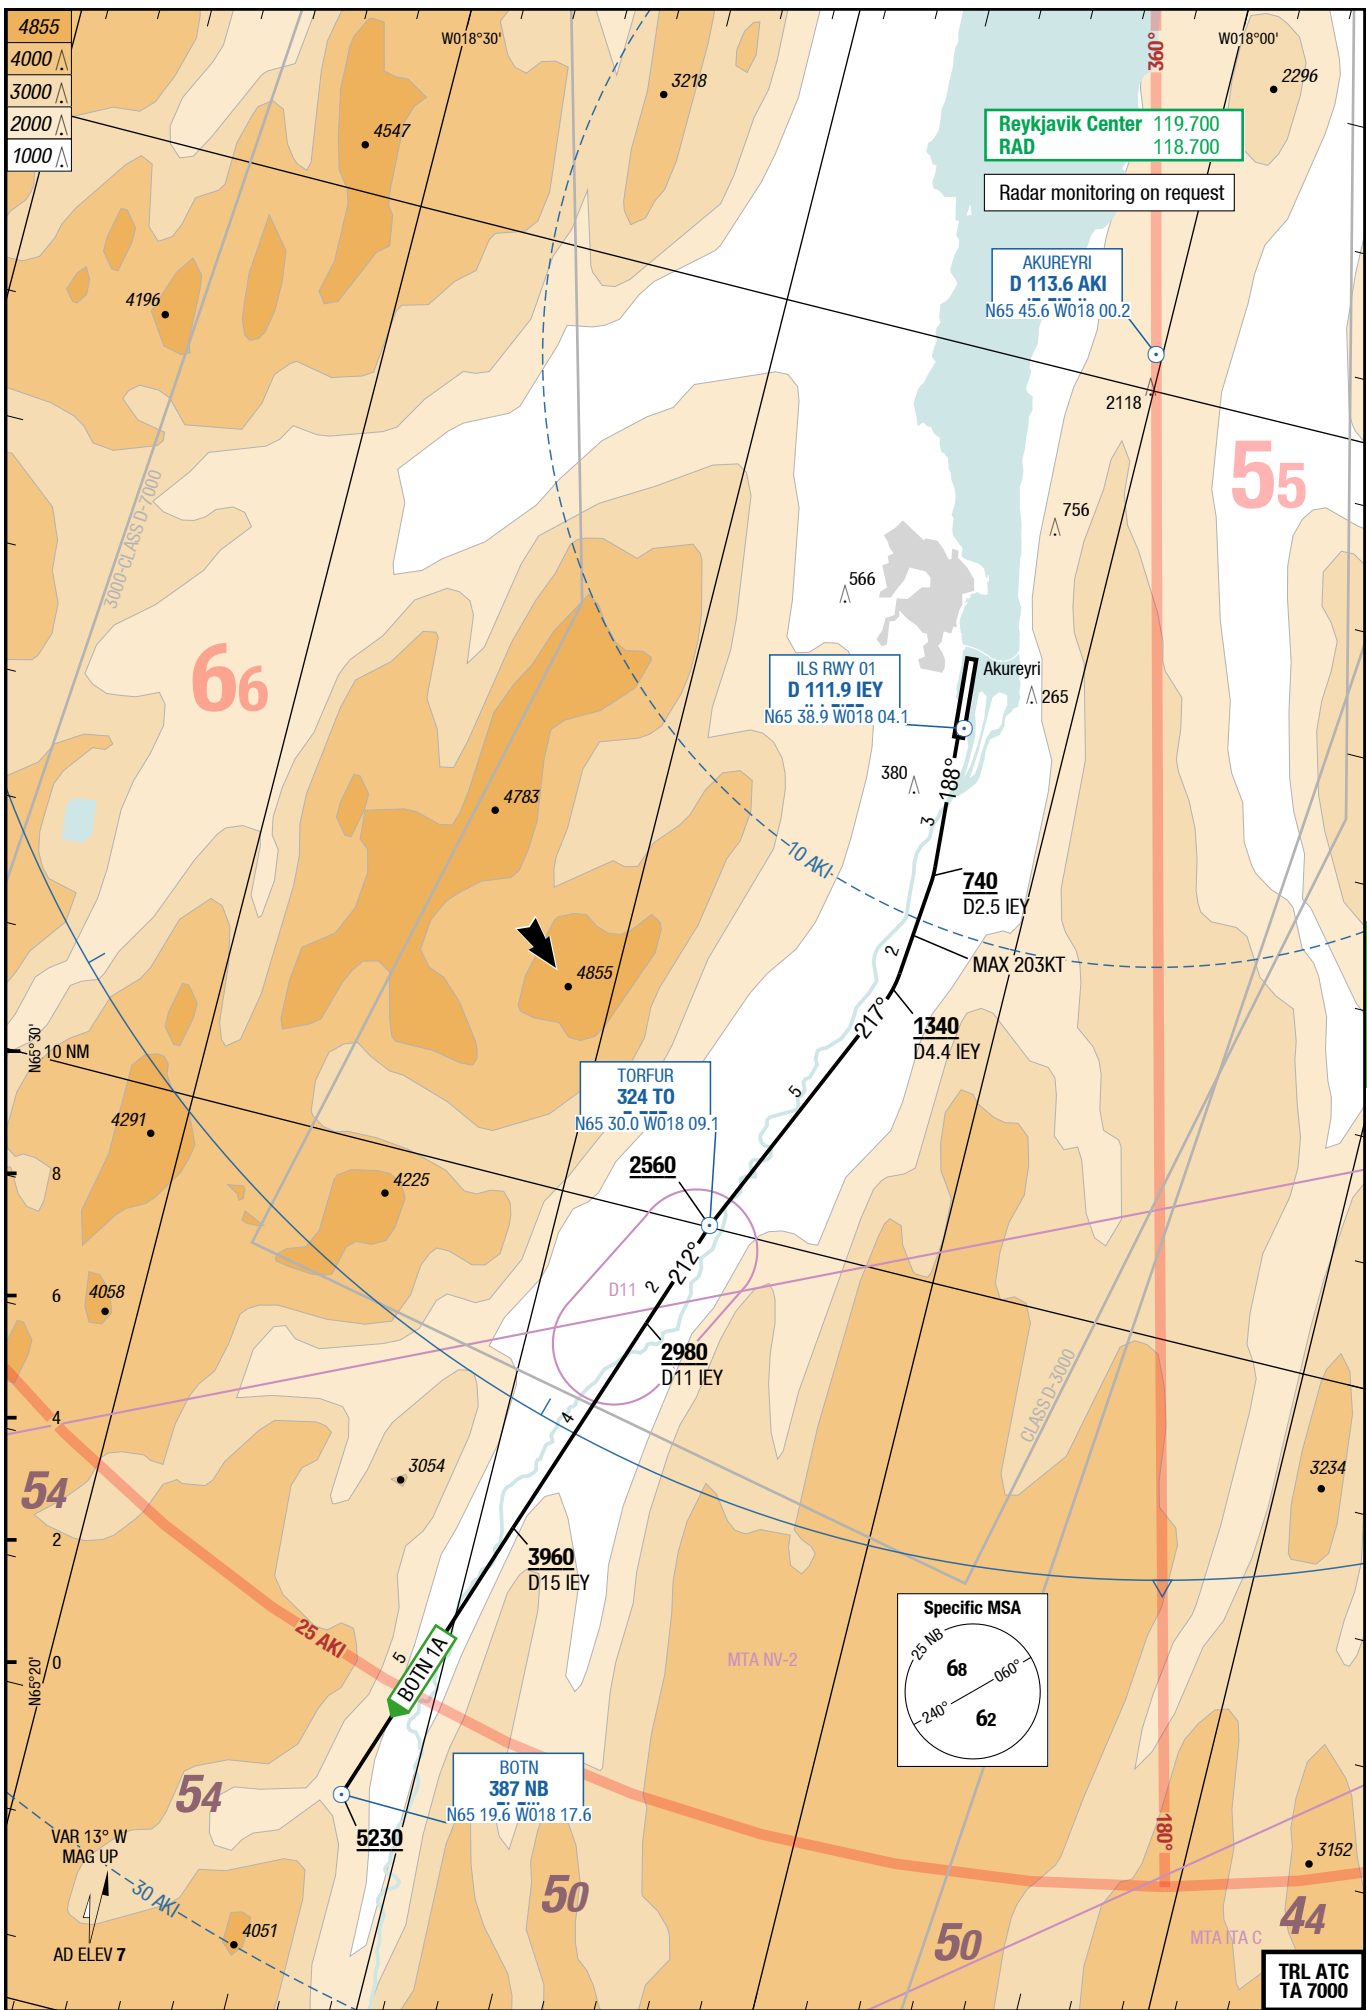 4855
4000
3000
2000
1000
W018°30'
W018°00'
360°
3218
2296
4547
Reykjavik Center 119.700
RAD 118.700
Radar monitoring on request
AKUREYRI
D 113.6 AKI
N65 45.6 W018 00.2
4196
2118
55
3000-CLASS D-7000
756
566
66
ILS RWY 01
D 111.9 IEY
N65 38.9 W018 04.1
Akureyri
265
380
188°
4783
3
10 AKI
740
D2.5 IEY
2
MAX 203KT
4855
217°
1340
D4.4 IEY
N65°30'
10 NM
TORFUR
324 TO
N65 30.0 W018 09.1
5
4291
8
2560
4225
212°
2
D11
4058
6
2980
D11 IEY
CLASS D-3000
4
4
3054
54
3234
2
3960
D15 IEY
Specific MSA
25 NB
68
060°
240°
62
25 AKI
5
BOTN 1A
0
N65°20'
MTA NV-2
BOTN
387 NB
N65 19.6 W018 17.6
54
5230
180°
VAR 13° W
MAG UP
30 AKI
3152
50
4051
50
44
MTA ITA C
AD ELEV 7
TRL ATC
TA 7000